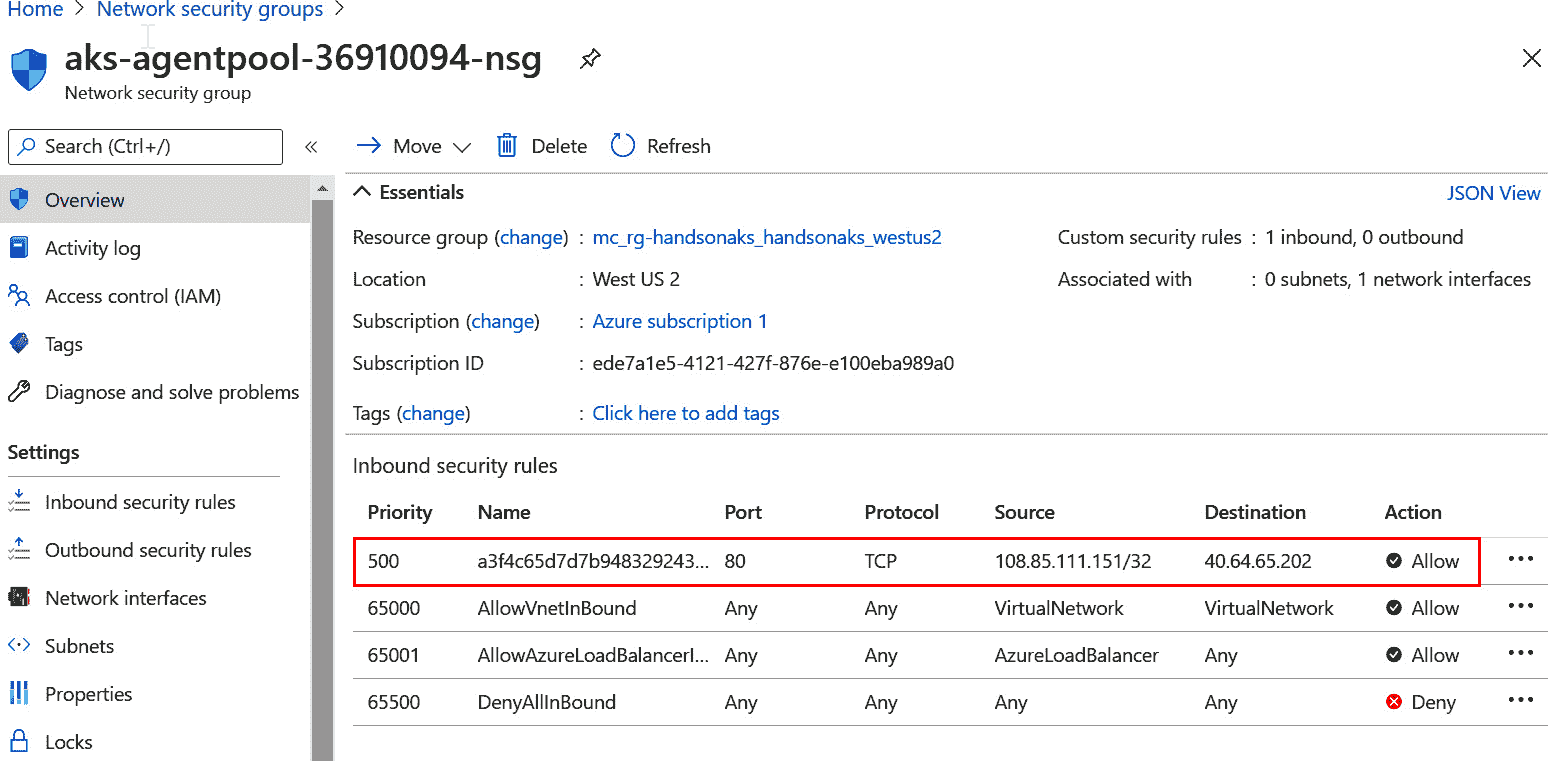 Home > Network security groups >
aks-agentpool-36910094-nsg
Network security group
Search (Ctrl+/)
«
Move
Delete
Refresh
Overview
Activity log
Access control (IAM)
Tags
Diagnose and solve problems
Settings
Inbound security rules
Outbound security rules
Network interfaces
Subnets
Properties
Locks
Essentials
JSON View
Resource group (change) : mc_rg-handsonaks_handsonaks_westus2
Custom security rules : 1 inbound, 0 outbound
Location : West US 2
Associated with : 0 subnets, 1 network interfaces
Subscription (change) : Azure subscription 1
Subscription ID : ede7a1e5-4121-427f-876e-e100eba989a0
Tags (change) : Click here to add tags
Inbound security rules
Priority Name Port Protocol Source Destination Action
500 a3f4c65d7d7b948329243... 80 TCP 108.85.111.151/32 40.64.65.202 Allow ...
65000 AllowVnetInBound Any Any VirtualNetwork VirtualNetwork Allow ...
65001 AllowAzureLoadBalancerI... Any Any AzureLoadBalancer Any Allow ...
65500 DenyAllInBound Any Any Any Any Deny ...